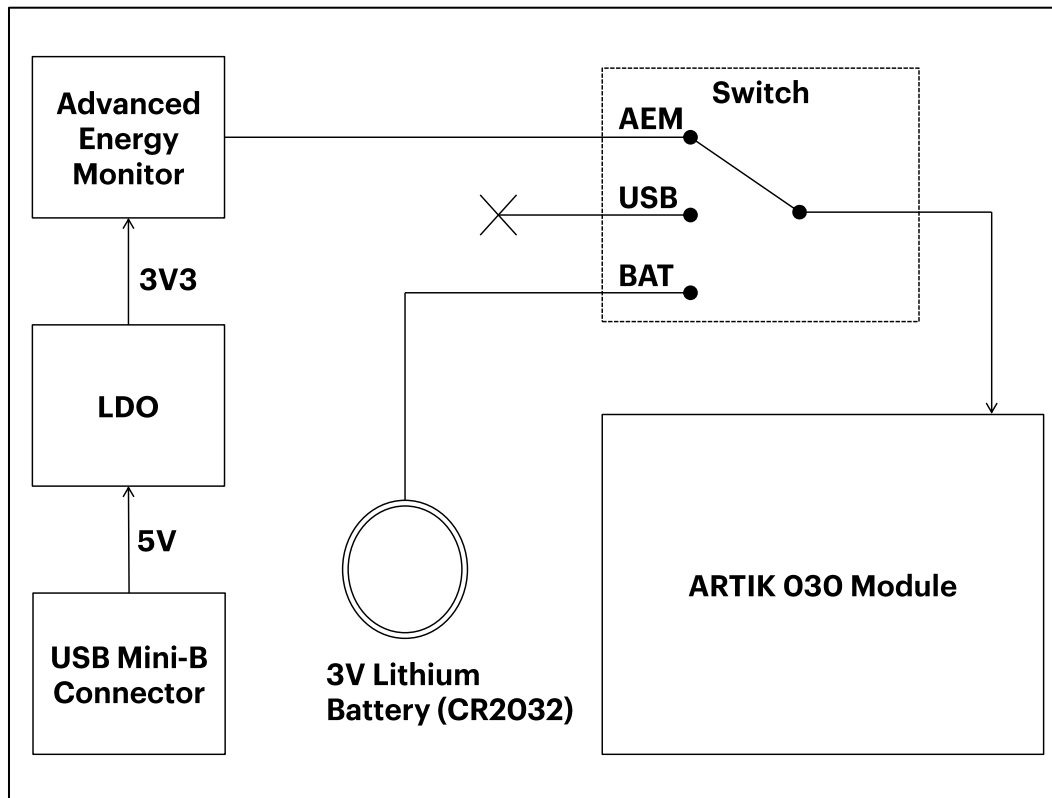 Advanced
Energy
Monitor
Switch
AEM
USB
BAT
3V3
LDO
5V
USB Mini-B
Connector
3V Lithium
Battery (CR2032)
ARTIK 030 Module